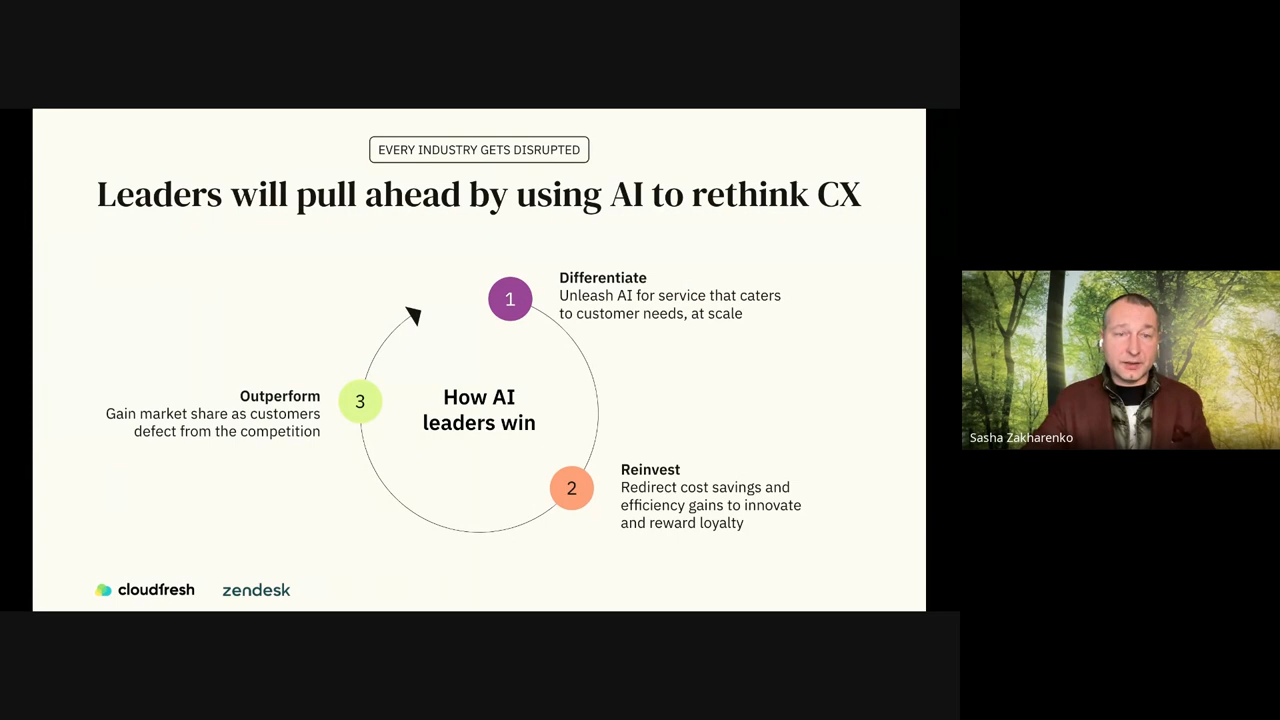 EVERY INDUSTRY GETS DISRUPTED
Leaders will pull ahead by using AI to rethink CX
1
Differentiate
Unleash AI for service that caters
to customer needs, at scale
How AI
leaders win
3
Outperform
Gain market share as customers
defect from the competition
2
Reinvest
Redirect cost savings and
efficiency gains to innovate
and reward loyalty
cloudfresh
zendesk
Sasha Zakharenko